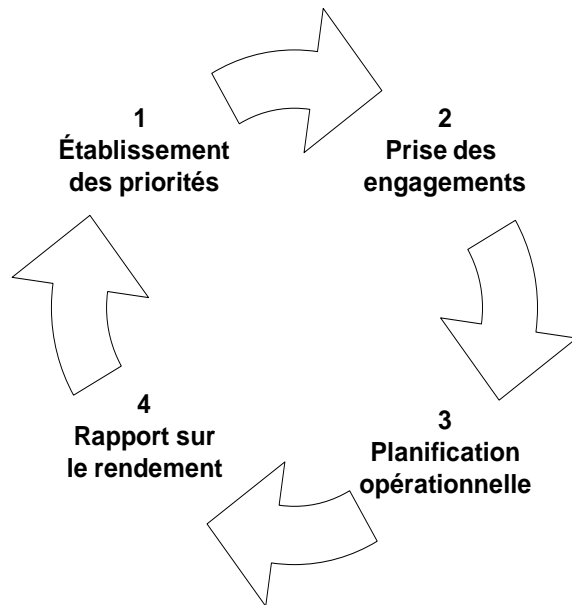 1
Établissement
des priorités
2
Prise des
engagements
3
Planification
opérationnelle
4
Rapport sur
le rendement